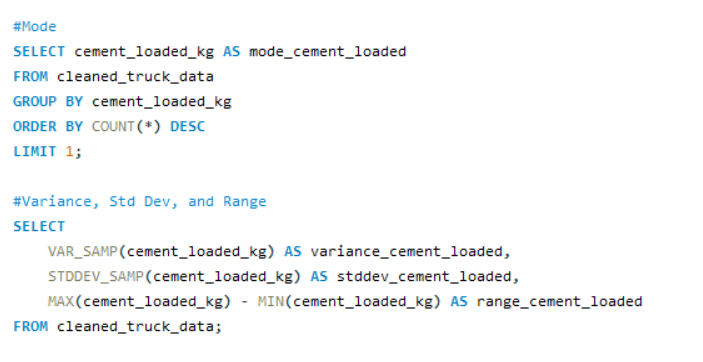 #Mode
SELECT cement_loaded_kg AS mode_cement_loaded
FROM cleaned_truck_data
GROUP BY cement_loaded_kg
ORDER BY COUNT(*) DESC
LIMIT 1;

#Variance, Std Dev, and Range
SELECT
    VAR_SAMP(cement_loaded_kg) AS variance_cement_loaded,
    STDDEV_SAMP(cement_loaded_kg) AS stddev_cement_loaded,
    MAX(cement_loaded_kg) - MIN(cement_loaded_kg) AS range_cement_loaded
FROM cleaned_truck_data;